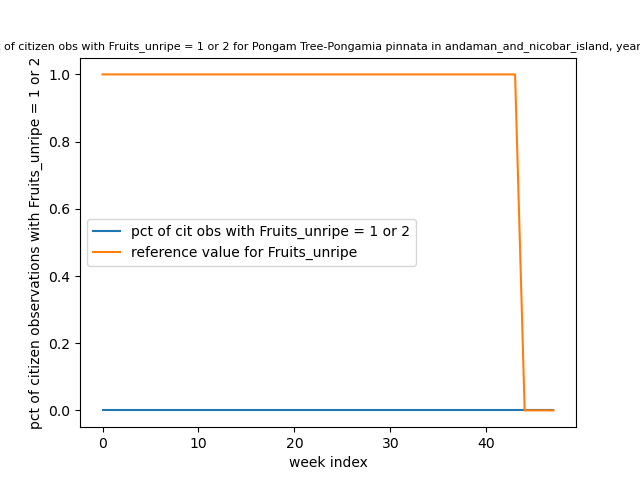 of citizen obs with Fruits_unripe = 1 or 2 for Pongam Tree-Pongamia pinnata in andaman_and_nicobar_island, year
pct of citizen observations with Fruits_unripe = 1 or 2
1.0
0.8
0.6
0.4
0.2
0.0
pct of cit obs with Fruits_unripe = 1 or 2
reference value for Fruits_unripe
0 10 20 30 40
week index